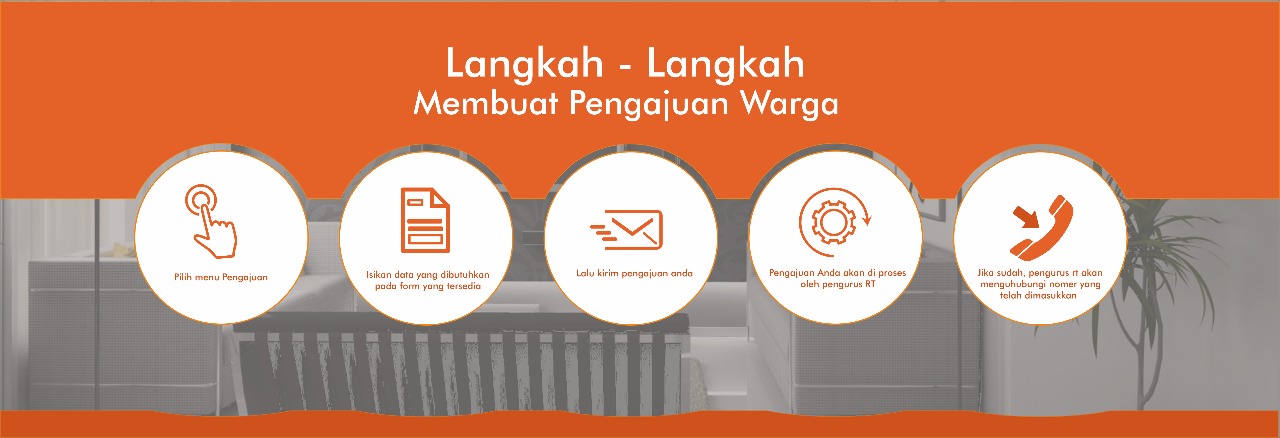 Langkah - Langkah
Membuat Pengajuan Warga
Pilih menu Pengajuan
Isikan data yang dibutuhkan
pada form yang tersedia
Lalu kirim pengajuan anda
Pengajuan Anda akan di proses
oleh pengurus RT
Jika sudah, pengurus rt akan
menguhubungi nomer yang
telah dimasukkan